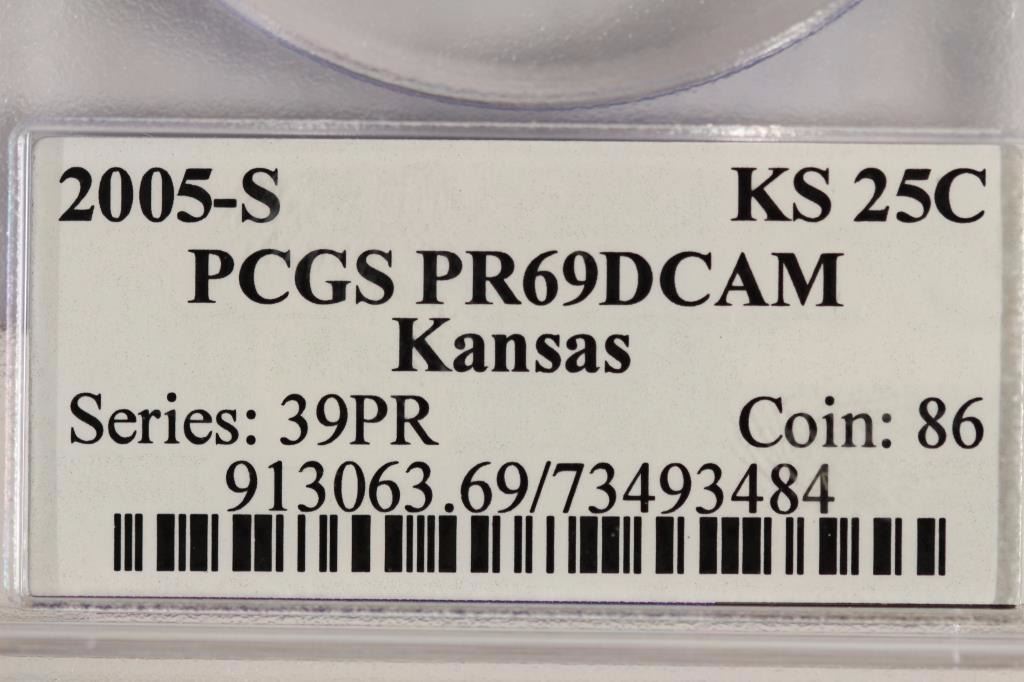 2005-S KS 25C
PCGS PR69DCAM
Kansas
Series: 39PR Coin: 86
913063.69/73493484